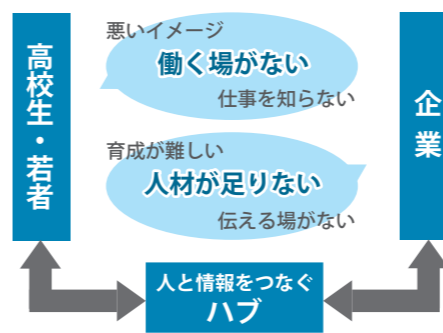 高校生・若者
悪いイメージ
働く場がない
仕事を知らない
育成が難しい
人材が足りない
伝える場がない
企業
人と情報をつなぐ
ハブ